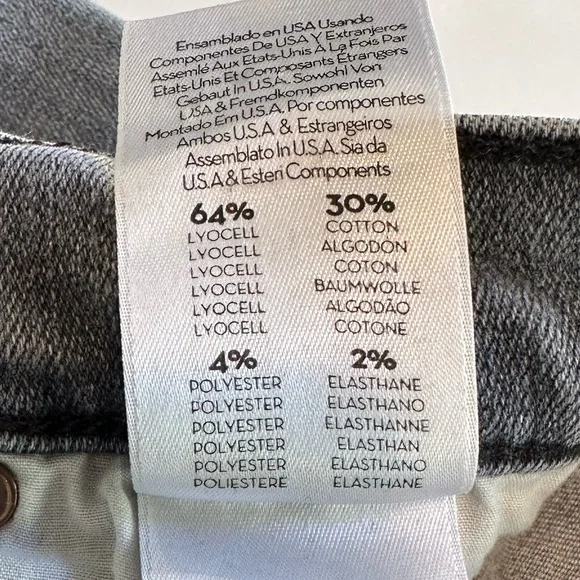 Ensamblado en USA Usando
Componentes De USA Y Extranjeros
Assemlé Aux Etats-Unis A La Fois Par
Etats-Unis Et Composants Étrangers
Gebaut In U.S.A. Sowohl Von
USA & Fremdkomponenten
Montado Em U.S.A. Por componentes
Ambos U.S.A & Estrangeiros
Assemblato In U.S.A. Sia da
U.S.A & Esteri Components
64% 30%
LYOCELL COTTON
LYOCELL ALGODON
LYOCELL COTON
LYOCELL BAUMWOLLE
LYOCELL ALGODÃO
LYOCELL COTONE
4% 2%
POLYESTER ELASTHANE
POLYESTER ELASTHANO
POLYESTER ELASTHANNE
POLYESTER ELASTHAN
POLYESTER ELASTHANO
POLIESTERE ELASTHANE